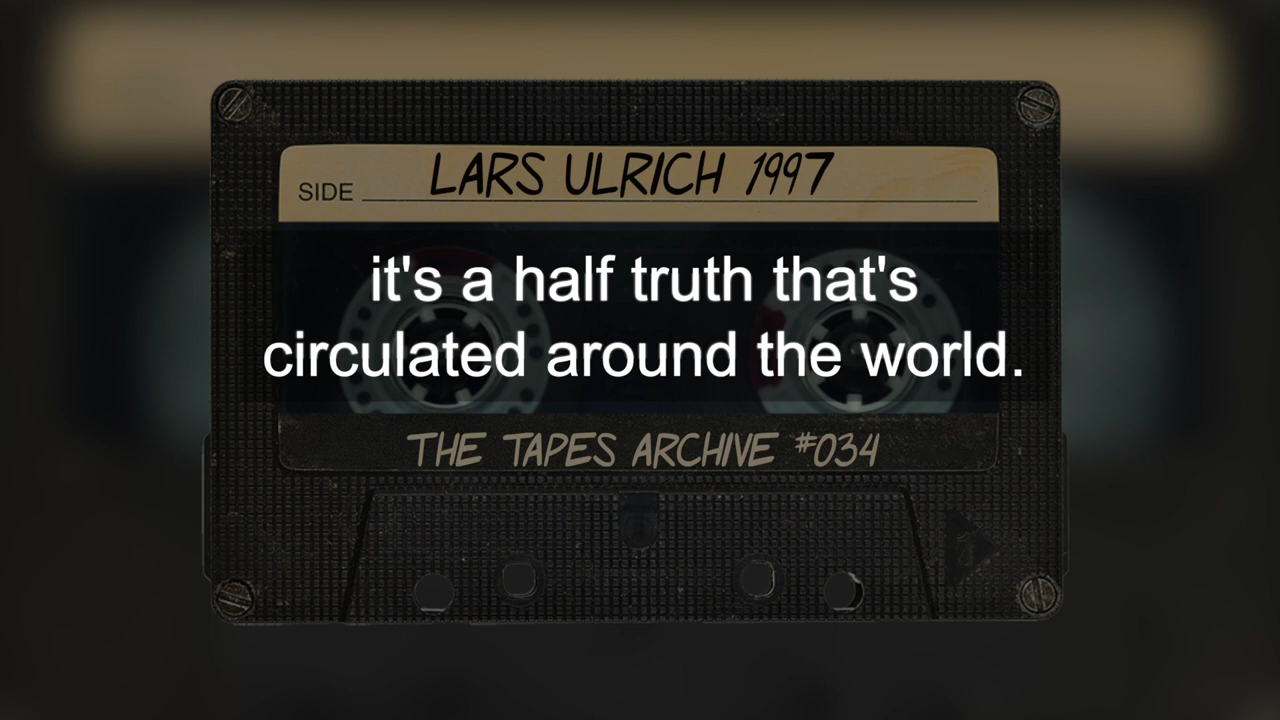 LARS ULRICH 1997
SIDE
it's a half truth that's
circulated around the world.
THE TAPES ARCHIVE #034